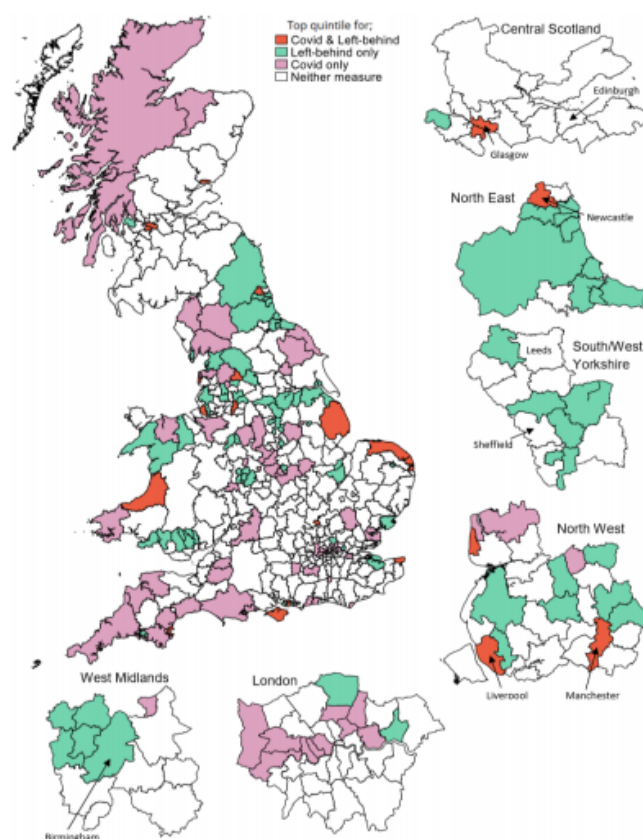 Top quintile for;
Covid & Left-behind
Left-behind only
Covid only
Neither measure
Central Scotland
Edinburgh
Glasgow
North East
Newcastle
South/West
Yorkshire
Leeds
Sheffield
North West
Liverpool
Manchester
West Midlands
Birmingham
London